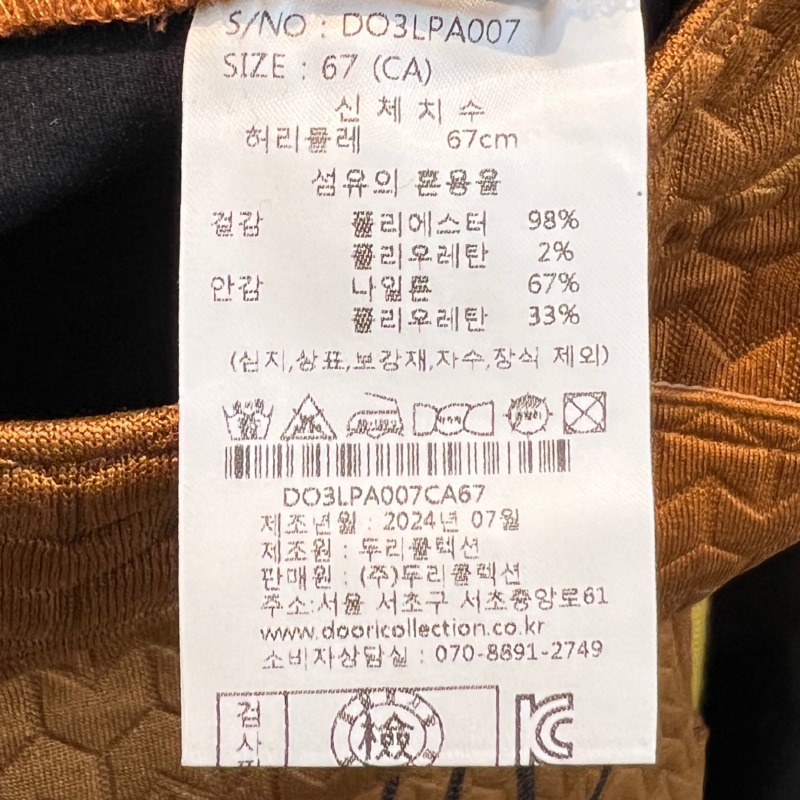 S/NO : DO3LPA007
SIZE : 67 (CA)
신 체 치 수
허리둘레 67cm
섬유의 혼용율
겉감 폴리에스터 98%
폴리우레탄 2%
안감 나일론 67%
폴리우레탄 33%
(심지,상표,보강재,자수,장식 제외)
DO3LPA007CA67
제조년월 : 2024년 07월
제조원 : 두리콜렉션
판매원 : (주)두리콜렉션
주소:서울 서초구 서초중앙로61
www.dooricollection.co.kr
소비자상담실 : 070-8891-2749
검 檢
사